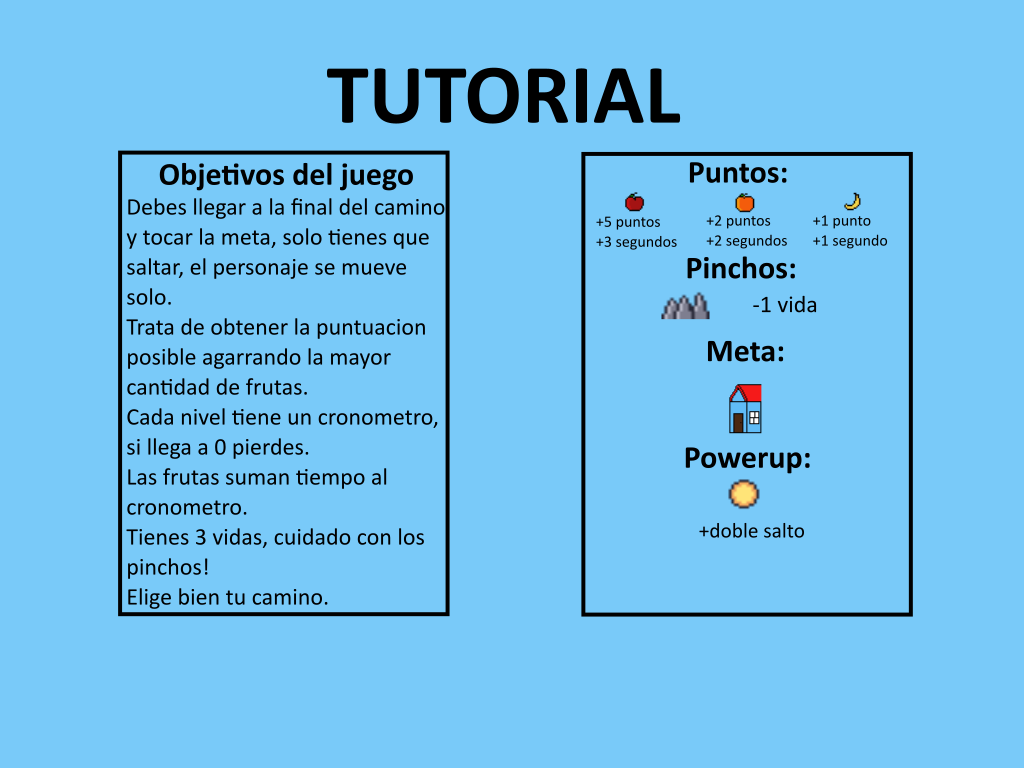 TUTORIAL
Objetivos del juego
Debes llegar a la final del camino
y tocar la meta, solo tienes que
saltar, el personaje se mueve
solo.
Trata de obtener la puntuacion
posible agarrando la mayor
cantidad de frutas.
Cada nivel tiene un cronometro,
si llega a 0 pierdes.
Las frutas suman tiempo al
cronometro.
Tienes 3 vidas, cuidado con los
pinchos!
Elige bien tu camino.
Puntos:
+5 puntos
+3 segundos
+2 puntos
+2 segundos
+1 punto
+1 segundo
Pinchos:
-1 vida
Meta:
Powerup:
+doble salto